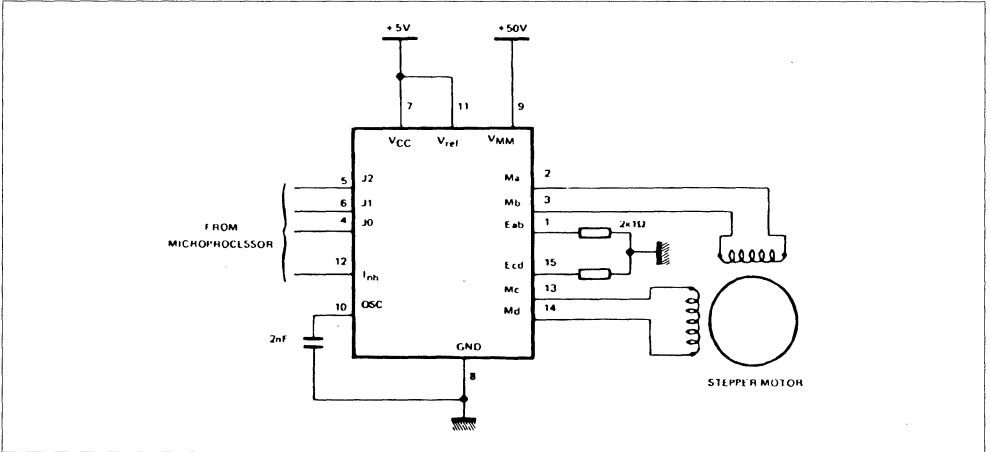 +5V +50V
7 11 9
VCC Vref VMM
5 J2 Ma 2
6 J1 Mb 3
4 J0 Eab 1 2x1Ω
FROM
MICROPROCESSOR
12 Inh Ecd 15
Mc 13
10 OSC Md 14
2nF
GND
8
STEPPER MOTOR